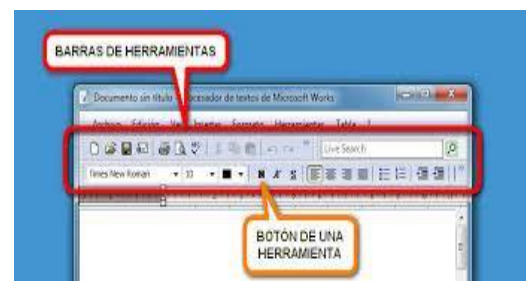 BARRAS DE HERRAMIENTAS
Documento sin título - Procesador de textos de Microsoft Works
Archivo Edición Ver Insertar Formato Herramientas Tabla ?
Live Search
Times New Roman 10 N K S
BOTÓN DE UNA
HERRAMIENTA